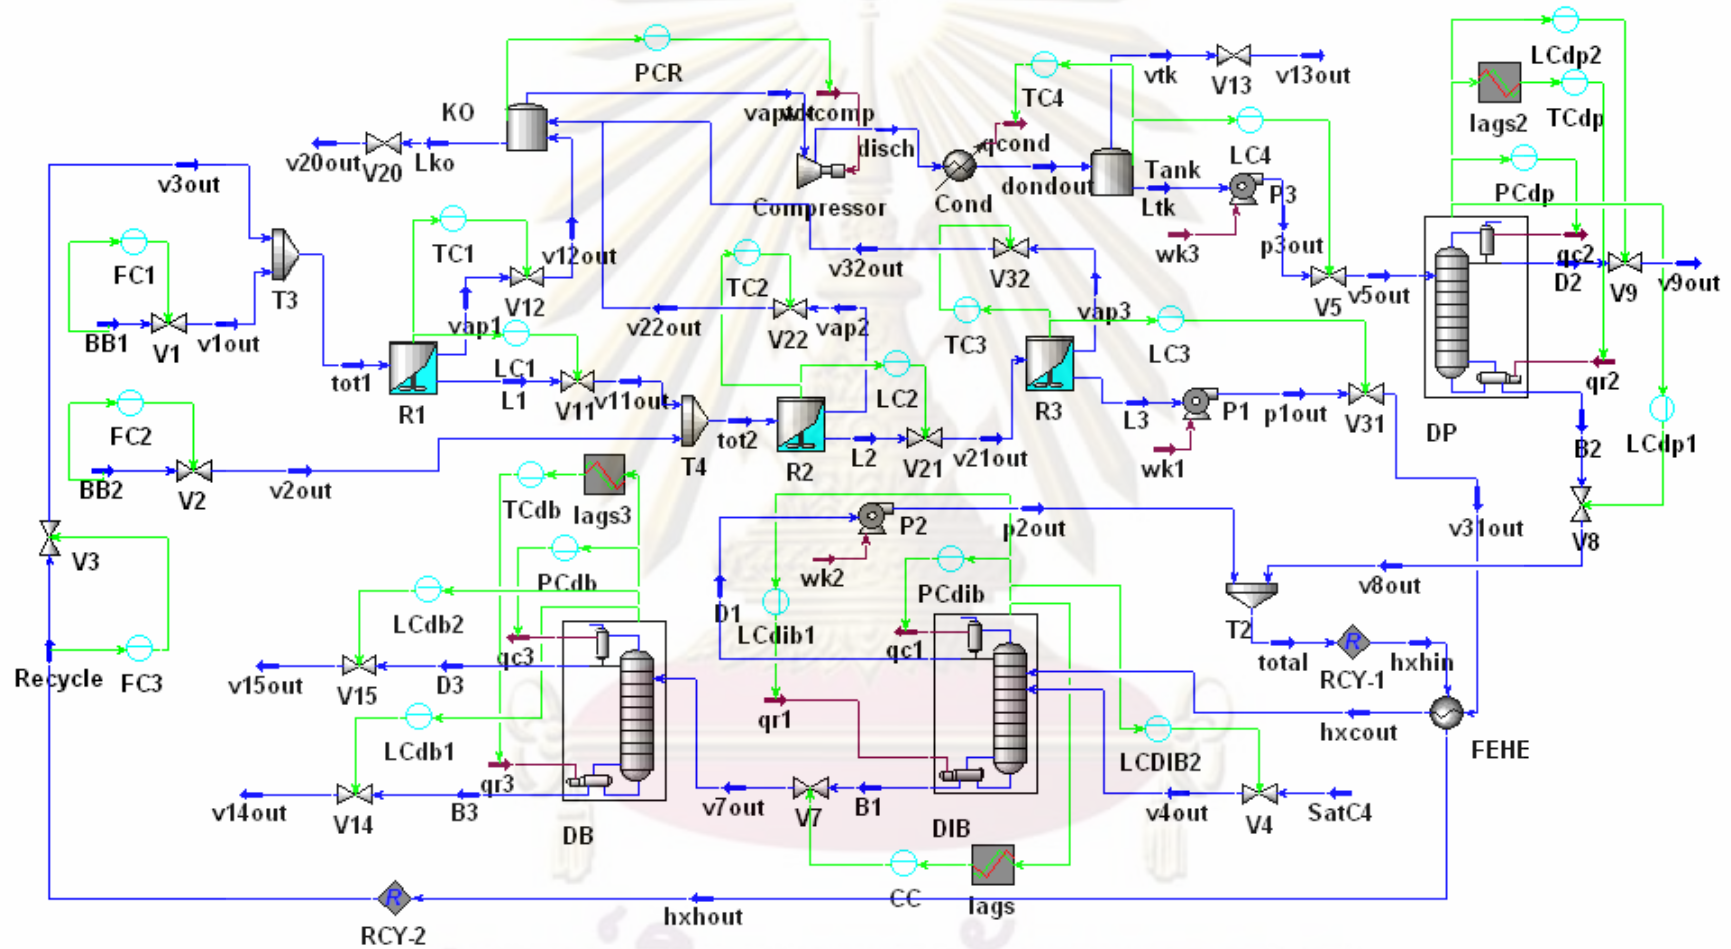 LCdp2
PCR
TC4
vtk
V13
v13out
lags2
TCdp
KO
disch
qcond
Tank
LC4
P3
v20out
V20
Lko
dondout
Ltk
PCdp
v3out
Compressor
Cond
wk3
p3out
qc2
FC1
T3
TC1
v12out
TC2
v32out
V32
V5
v5out
D2
V9
v9out
BB1
V1
v1out
V12
vap1
v22out
V22
vap2
TC3
vap3
LC3
tot1
R1
LC1
L1
V11
v11out
LC2
R3
L3
P1
p1out
V31
qr2
FC2
tot2
wk1
DP
B2
LCdp1
BB2
V2
v2out
T4
R2
L2
V21
v21out
TCdb
lags3
P2
p2out
v31out
V3
wk2
V8
PCdb
PCdib
v8out
LCdb2
D1
LCdib1
T2
qc3
qc1
total
RCY-1
hxhin
Recycle
FC3
v15out
V15
D3
qr1
hxcout
FEHE
LCdb1
LCDIB2
qr3
v14out
V14
B3
v7out
V7
B1
v4out
V4
SatC4
DB
DIB
CC
lags
hxhout
RCY-2
R
R